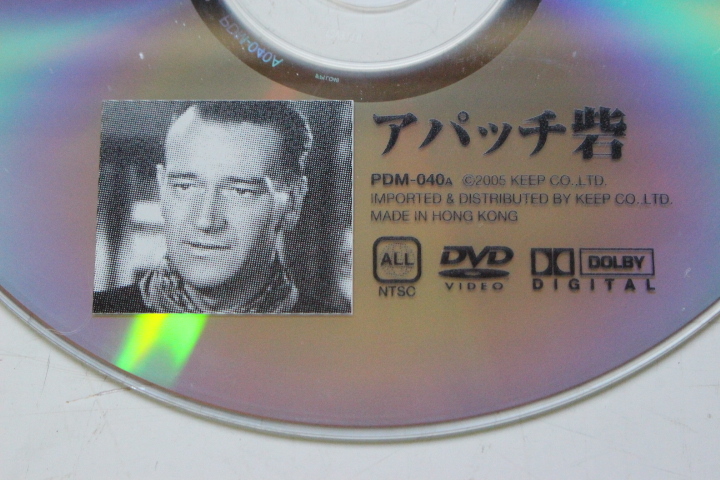 アパッチ砦
PDM-040A ©2005 KEEP CO.,LTD.
IMPORTED & DISTRIBUTED BY KEEP CO.,LTD.
MADE IN HONG KONG
ALL
NTSC
DVD
VIDEO
DOLBY
DIGITAL